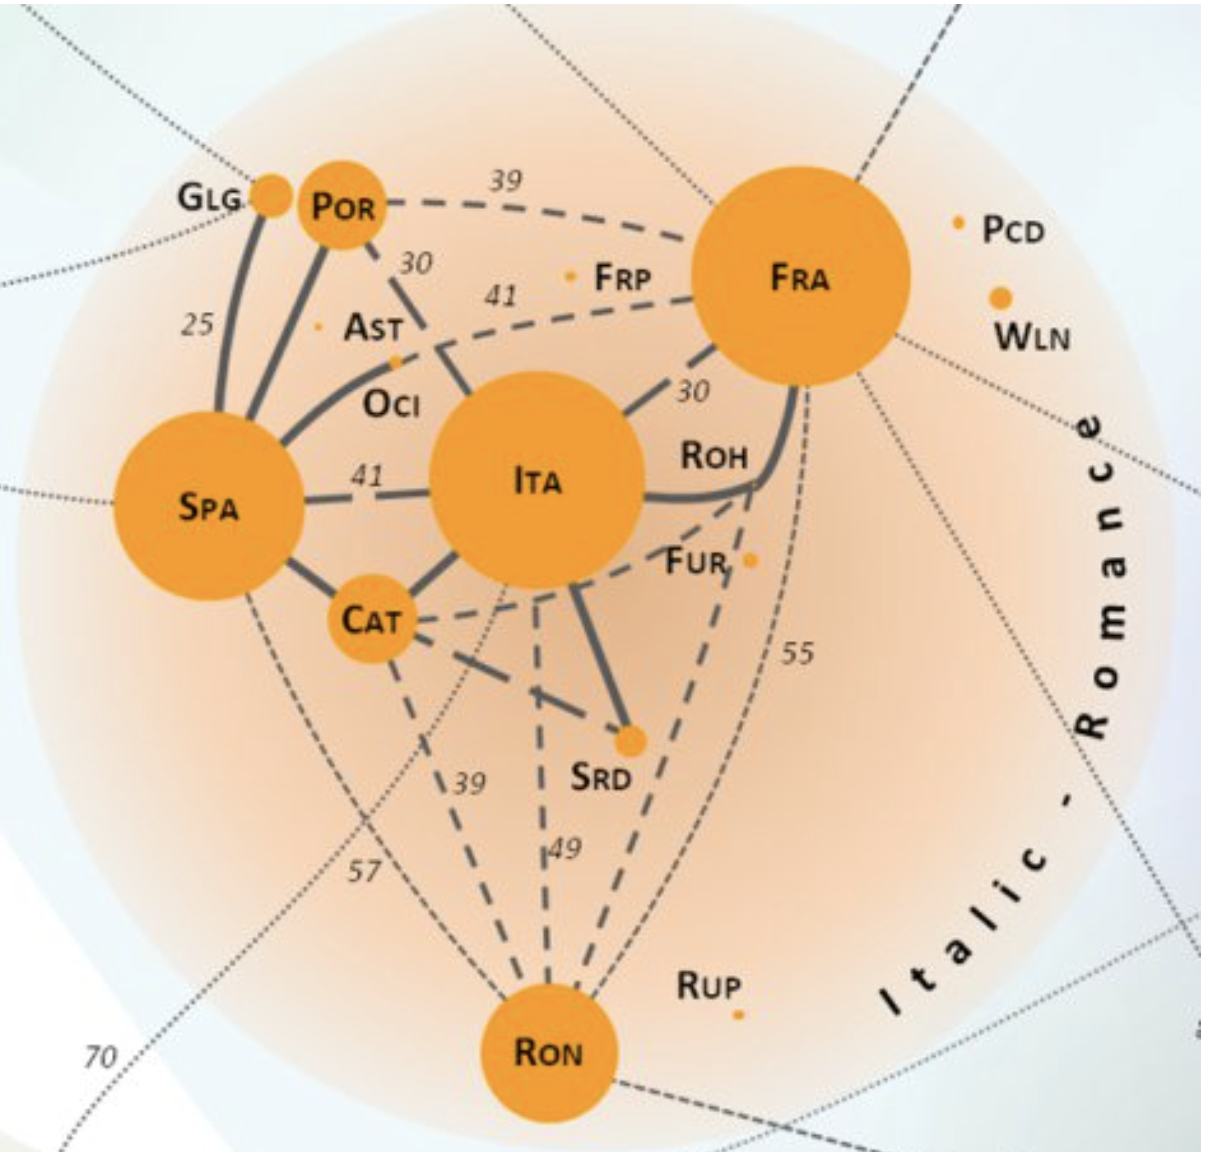 GLG
POR
39
30
FRP
41
FRA
PCD
25
AST
WLN
OCI
30
ROH
SPA
41
ITA
FUR
CAT
55
SRD
39
49
57
RUP
70
RON
Italic - Romance